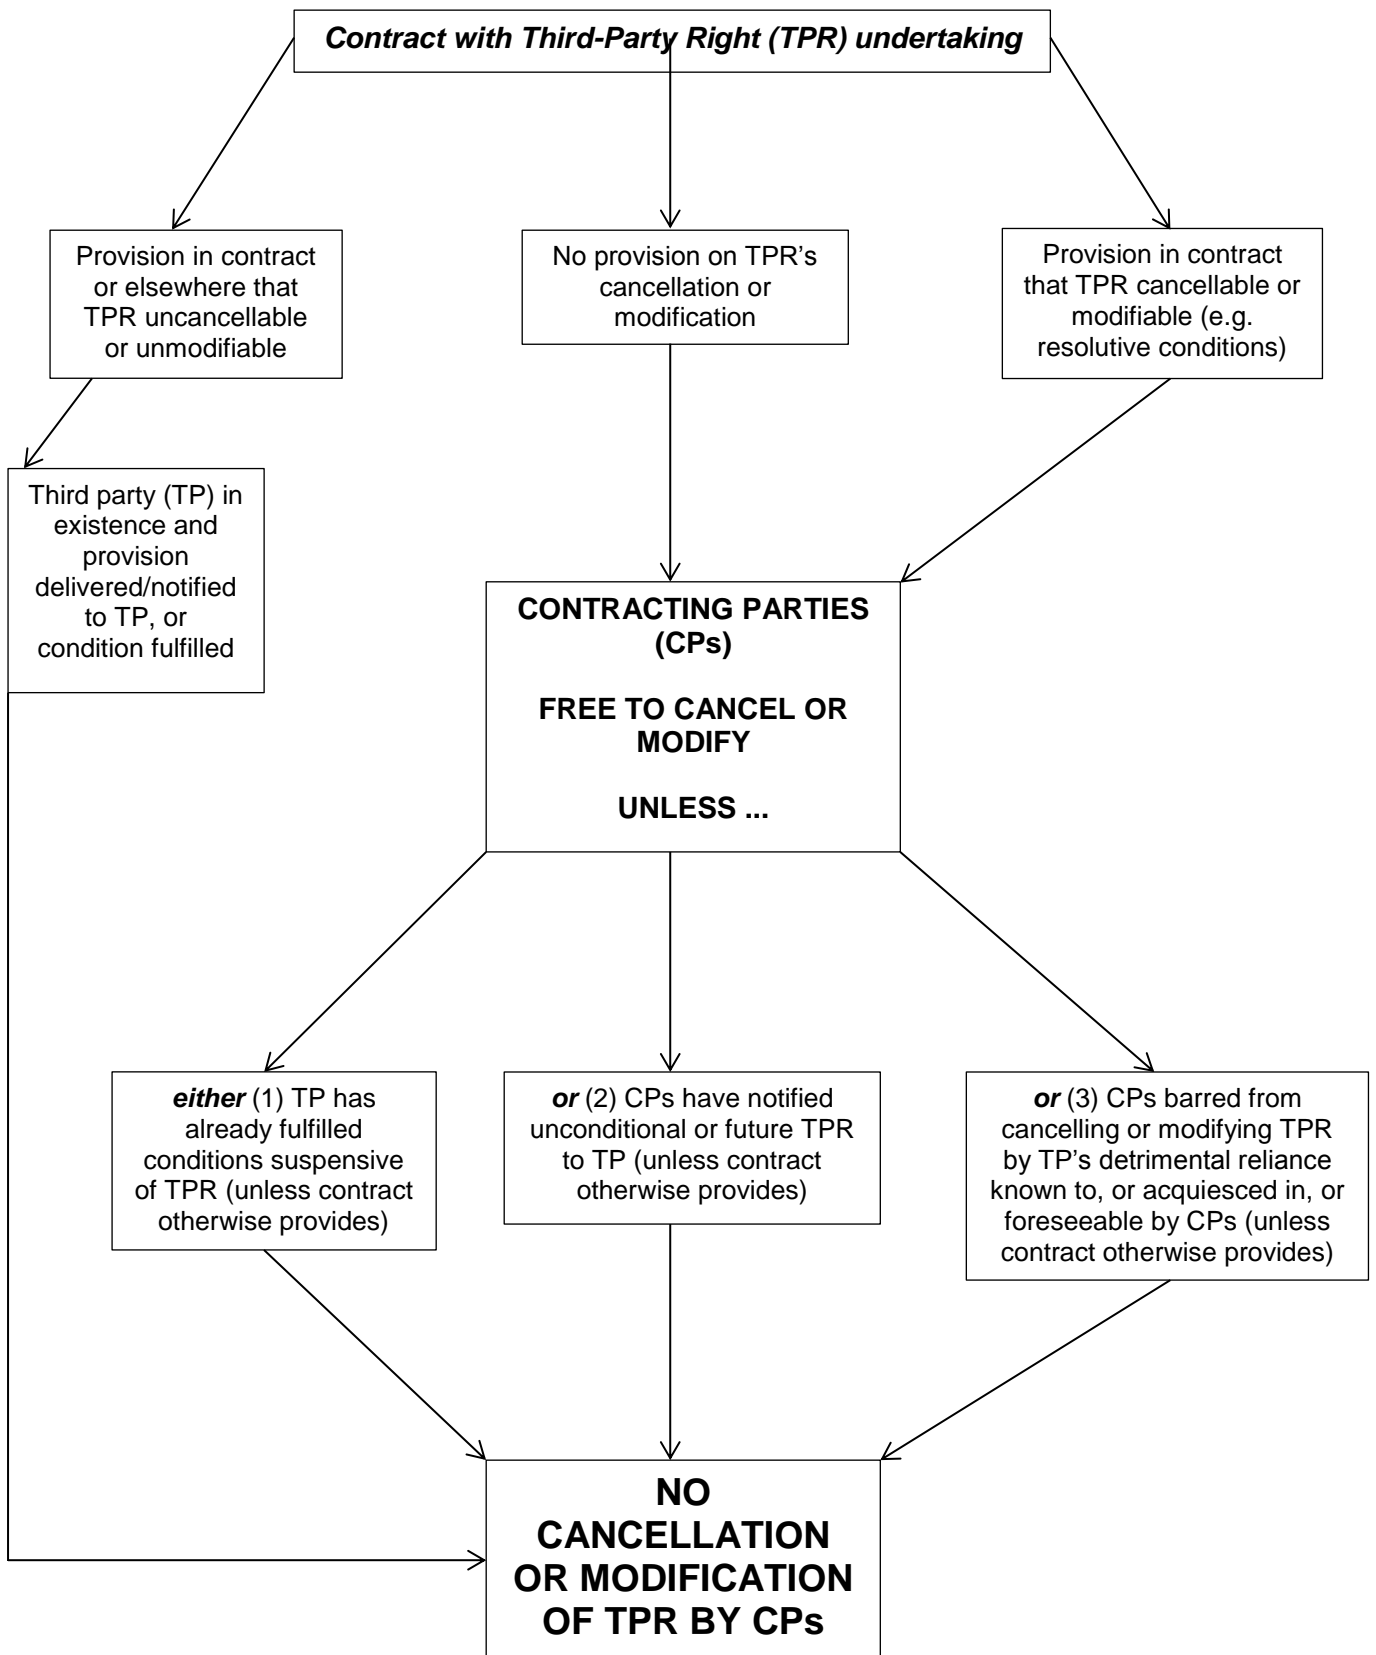 Contract with Third-Party Right (TPR) undertaking
Provision in contract
or elsewhere that
TPR uncancellable
or unmodifiable
No provision on TPR’s
cancellation or
modification
Provision in contract
that TPR cancellable or
modifiable (e.g.
resolutive conditions)
Third party (TP) in
existence and
provision
delivered/notified
to TP, or
condition fulfilled
CONTRACTING PARTIES
(CPs)
FREE TO CANCEL OR
MODIFY
UNLESS ...
either (1) TP has
already fulfilled
conditions suspensive
of TPR (unless contract
otherwise provides)
or (2) CPs have notified
unconditional or future TPR
to TP (unless contract
otherwise provides)
or (3) CPs barred from
cancelling or modifying TPR
by TP’s detrimental reliance
known to, or acquiesced in, or
foreseeable by CPs (unless
contract otherwise provides)
NO
CANCELLATION
OR MODIFICATION
OF TPR BY CPs